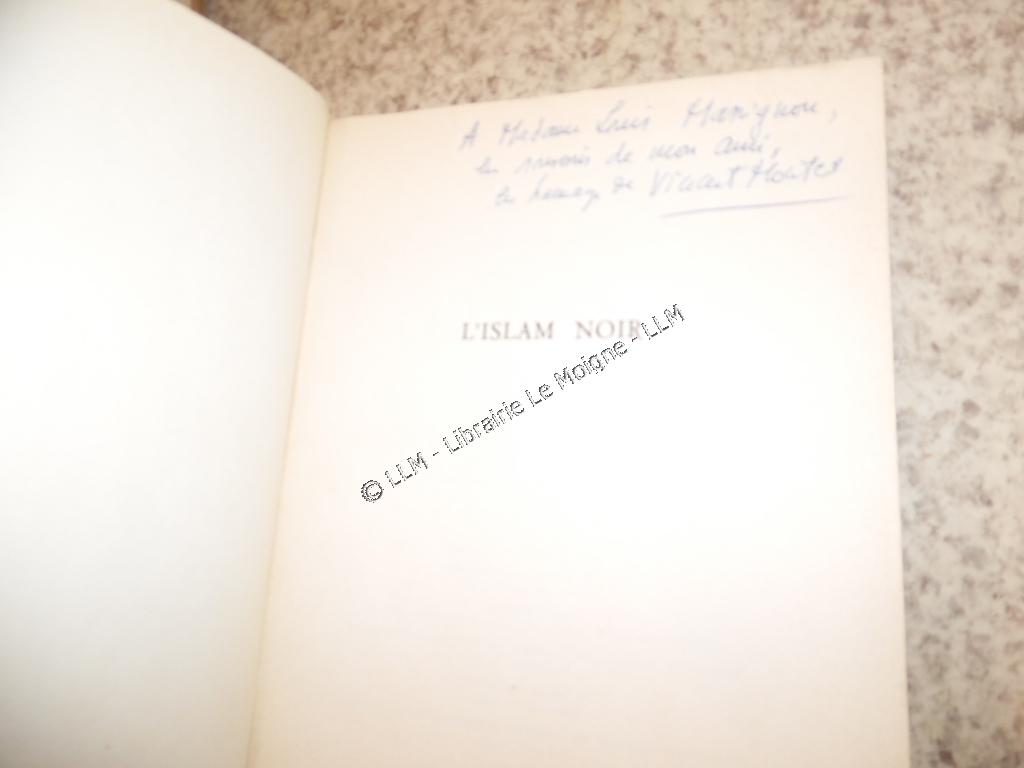 A Madame Louis Massignon,
en souvenir de mon ami,
en hommage de Vincent Monteil
L'ISLAM NOIR
© LLM - Librairie Le Moigne - LLM